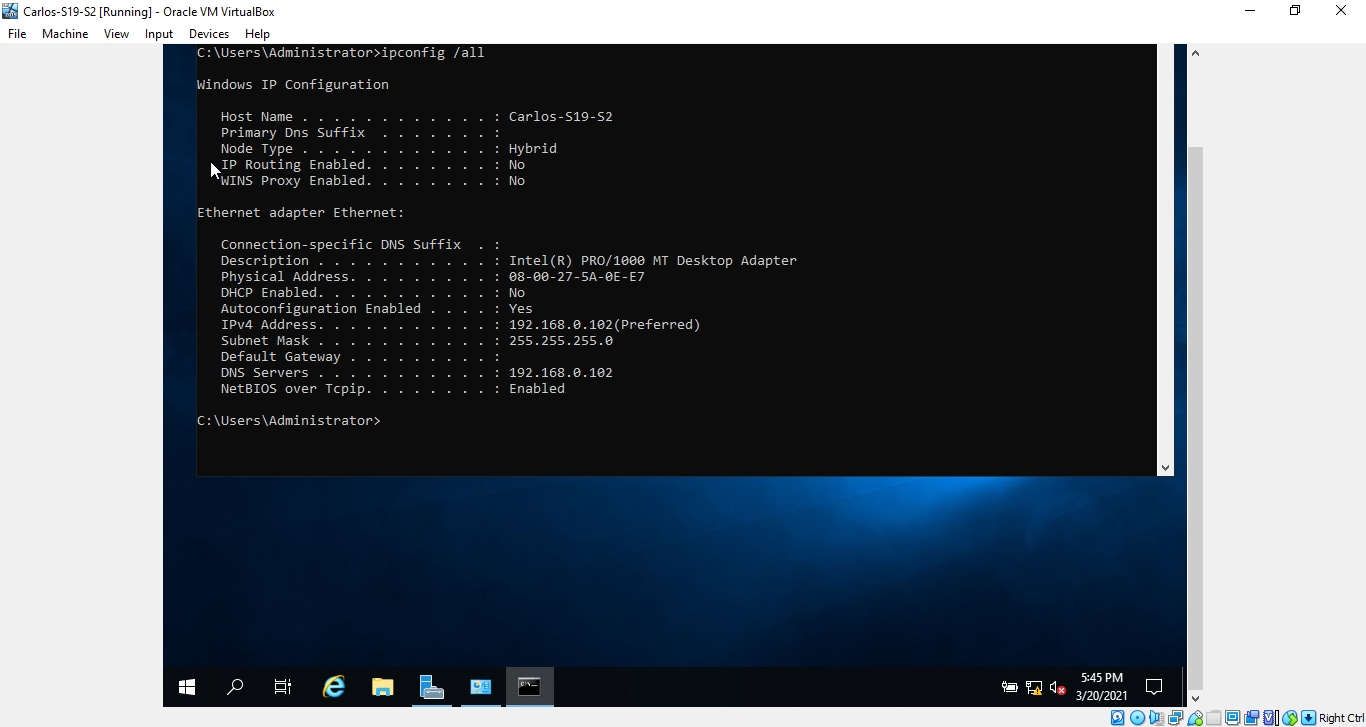 Carlos-S19-S2 [Running] - Oracle VM VirtualBox
File Machine View Input Devices Help
C:\Users\Administrator>ipconfig /all
Windows IP Configuration
Host Name . . . . . . . . . . . . : Carlos-S19-S2
Primary Dns Suffix  . . . . . . . :
Node Type . . . . . . . . . . . . : Hybrid
IP Routing Enabled. . . . . . . . : No
WINS Proxy Enabled. . . . . . . . : No
Ethernet adapter Ethernet:
Connection-specific DNS Suffix  . :
Description . . . . . . . . . . . : Intel(R) PRO/1000 MT Desktop Adapter
Physical Address. . . . . . . . . : 08-00-27-5A-0E-E7
DHCP Enabled. . . . . . . . . . . : No
Autoconfiguration Enabled . . . . : Yes
IPv4 Address. . . . . . . . . . . : 192.168.0.102(Preferred)
Subnet Mask . . . . . . . . . . . : 255.255.255.0
Default Gateway . . . . . . . . . :
DNS Servers . . . . . . . . . . . : 192.168.0.102
NetBIOS over Tcpip. . . . . . . . : Enabled
C:\Users\Administrator>
5:45 PM
3/20/2021
Right Ctrl